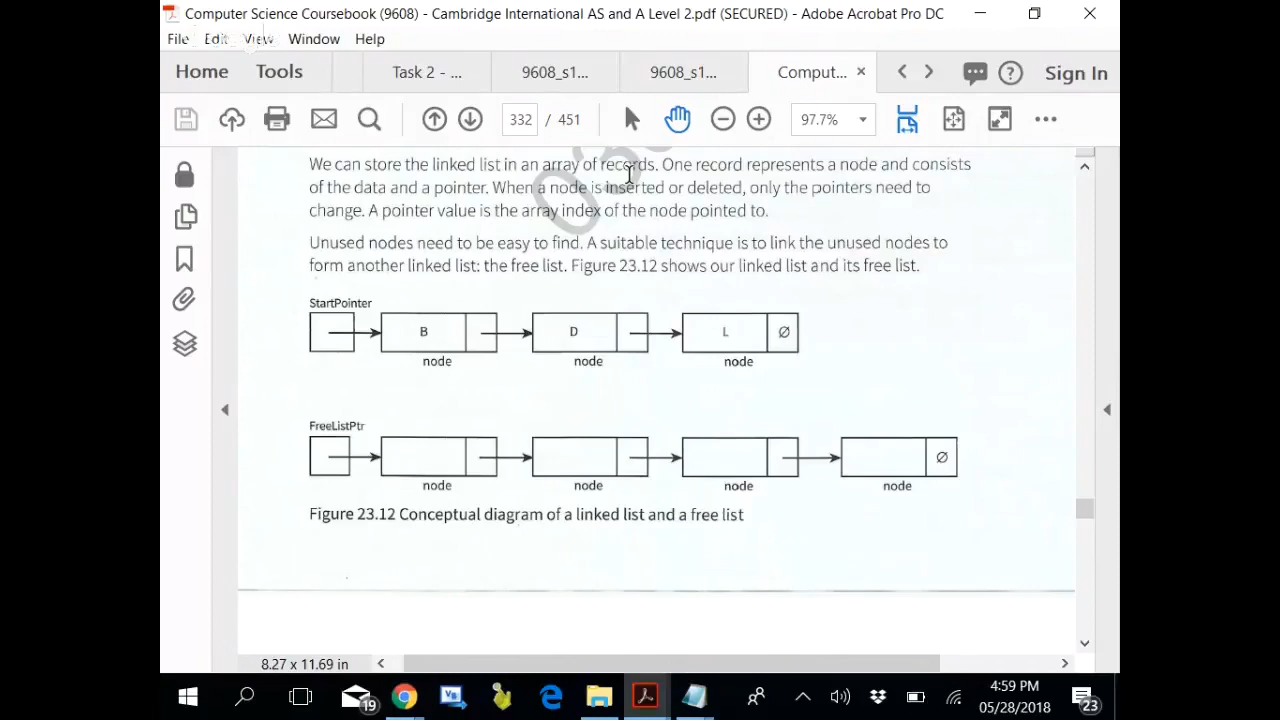 Computer Science Coursebook (9608) - Cambridge International AS and A Level 2.pdf (SECURED) - Adobe Acrobat Pro DC
File Edit View Window Help
Home Tools Task 2 - ... 9608_s1... 9608_s1... Comput... × Sign In
332 / 451 97.7%
We can store the linked list in an array of records. One record represents a node and consists
of the data and a pointer. When a node is inserted or deleted, only the pointers need to
change. A pointer value is the array index of the node pointed to.
Unused nodes need to be easy to find. A suitable technique is to link the unused nodes to
form another linked list: the free list. Figure 23.12 shows our linked list and its free list.
StartPointer
B D L Ø
node node node
FreeListPtr
Ø
node node node node
Figure 23.12 Conceptual diagram of a linked list and a free list
8.27 x 11.69 in
19
4:59 PM
05/28/2018
23